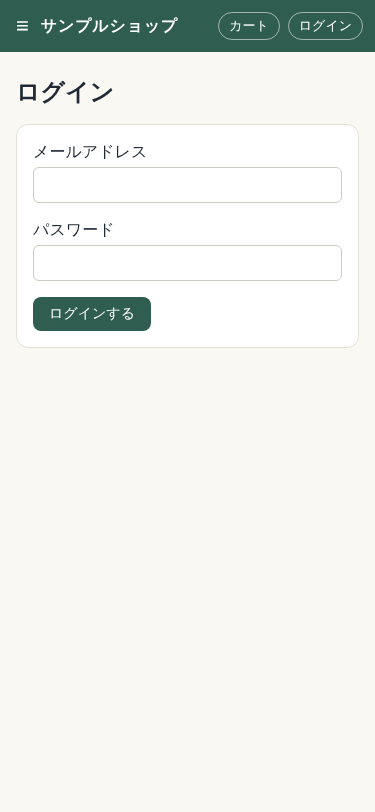 ≡ サンプルショップ カート ログイン
ログイン
メールアドレス
パスワード
ログインする